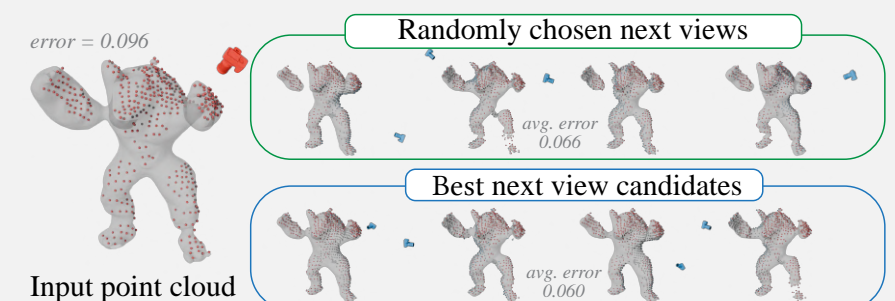 error = 0.096
Randomly chosen next views
avg. error
0.066
Best next view candidates
avg. error
0.060
Input point cloud